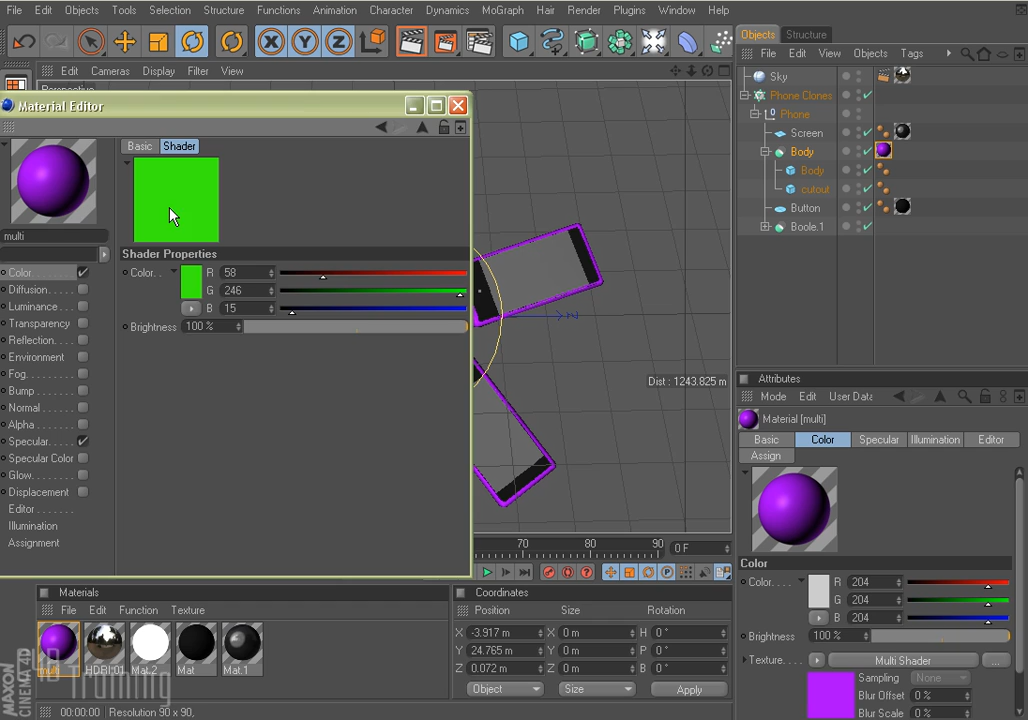 File Edit Objects Tools Selection Structure Functions Animation Character Dynamics MoGraph Hair Render Plugins Window Help
X Y Z
Edit Cameras Display Filter View
Perspective
Material Editor
Basic Shader
multi
Shader Properties
Color. . R 58
G 246
B 15
Brightness 100 %
Color
Diffusion
Luminance
Transparency
Reflection
Environment
Fog
Bump
Normal
Alpha
Specular
Specular Color
Glow
Displacement
Editor
Illumination
Assignment
Dist : 1243.825 m
70 80 90 0 F
Objects Structure
File Edit View Objects Tags
Sky
Phone Clones
Phone
Screen
Body
Body
cutout
Button
Boole.1
Attributes
Mode Edit User Data
Material [multi]
Basic Color Specular Illumination Editor
Assign
Color
Color R 204
G 204
B 204
Brightness 100 %
Texture Multi Shader ...
Sampling None
Blur Offset 0 %
Blur Scale 0 %
Materials
File Edit Function Texture
multi HDRI 01 Mat.2 Mat Mat.1
Coordinates
Position Size Rotation
X -3.917 m X 0 m H 0 °
Y 24.765 m Y 0 m P 0 °
Z 0.072 m Z 0 m B 0 °
Object Size Apply
MAXON
CINEMA 4D
Training
00:00:00 Resolution 90 x 90,